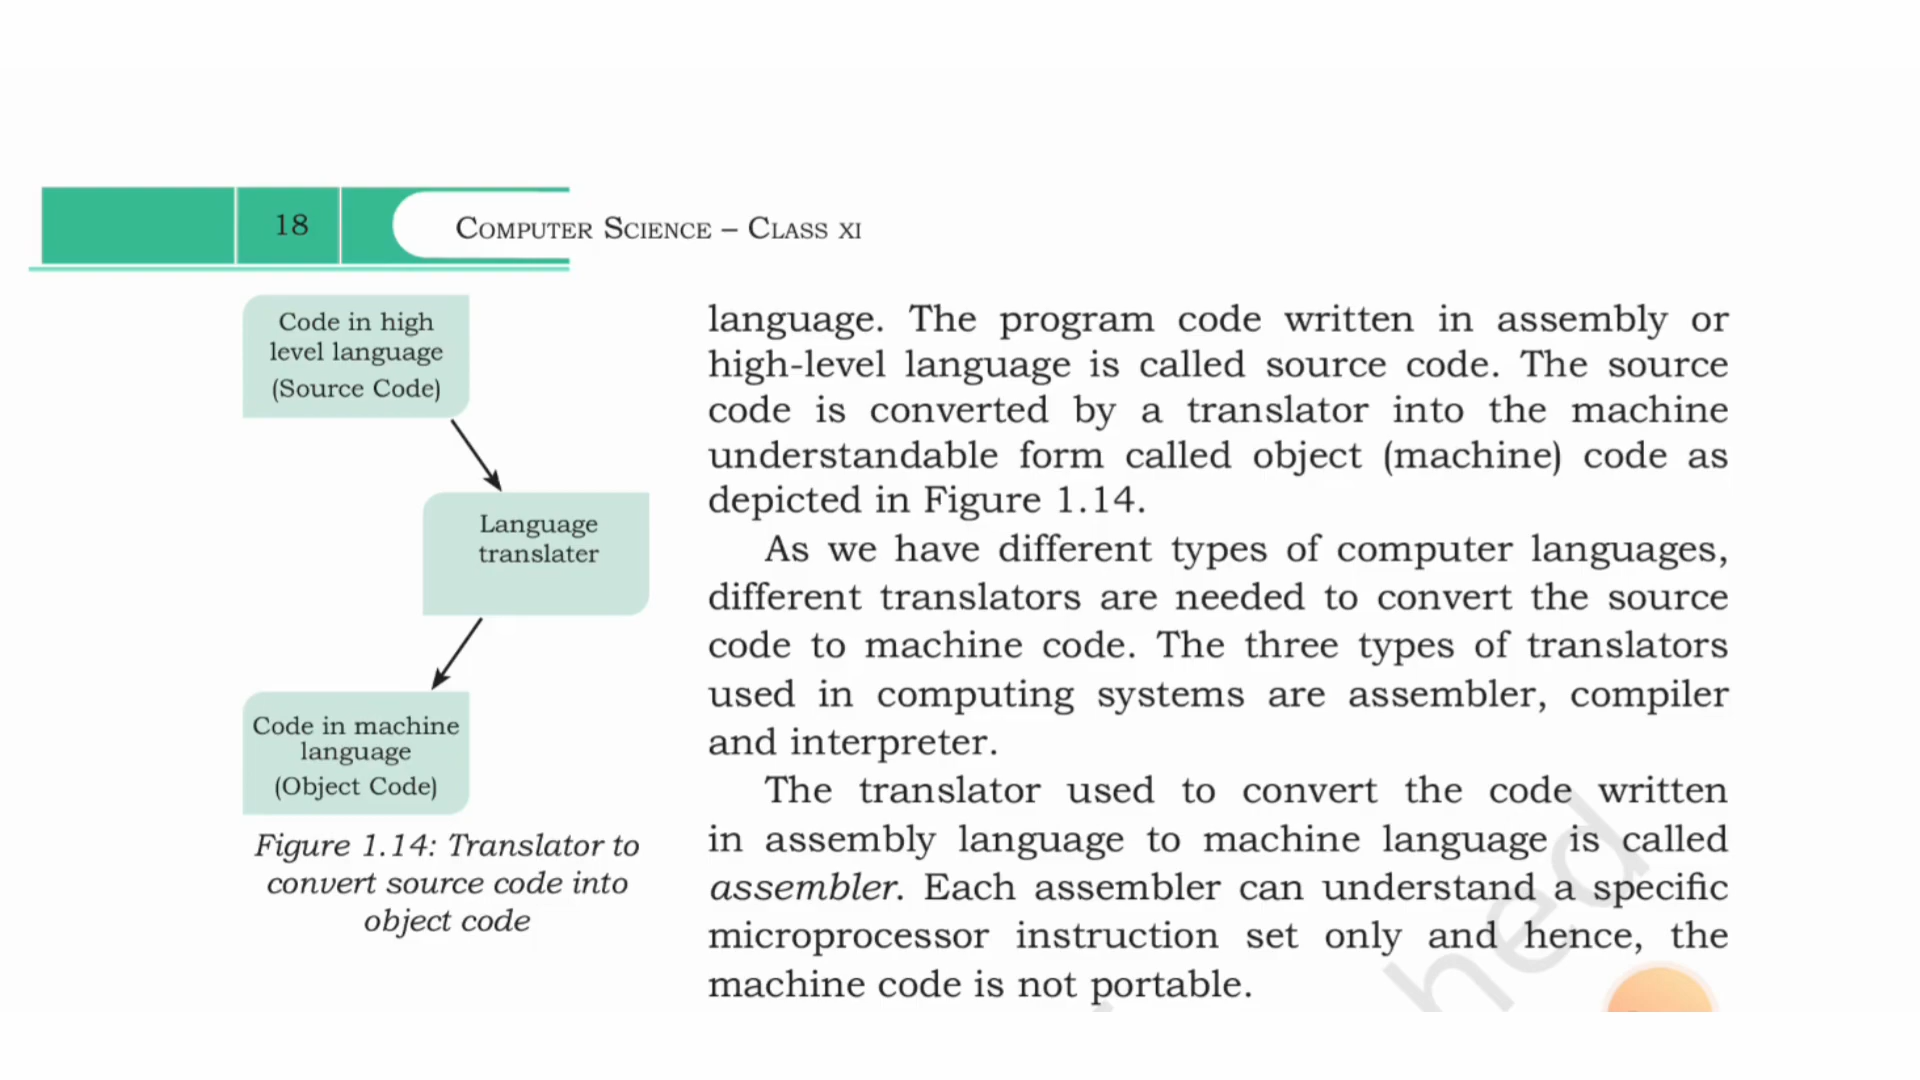 18
COMPUTER SCIENCE – CLASS XI
Code in high
level language
(Source Code)
Language
translater
Code in machine
language
(Object Code)
Figure 1.14: Translator to
convert source code into
object code
language. The program code written in assembly or
high-level language is called source code. The source
code is converted by a translator into the machine
understandable form called object (machine) code as
depicted in Figure 1.14.
As we have different types of computer languages,
different translators are needed to convert the source
code to machine code. The three types of translators
used in computing systems are assembler, compiler
and interpreter.
The translator used to convert the code written
in assembly language to machine language is called
assembler. Each assembler can understand a specific
microprocessor instruction set only and hence, the
machine code is not portable.